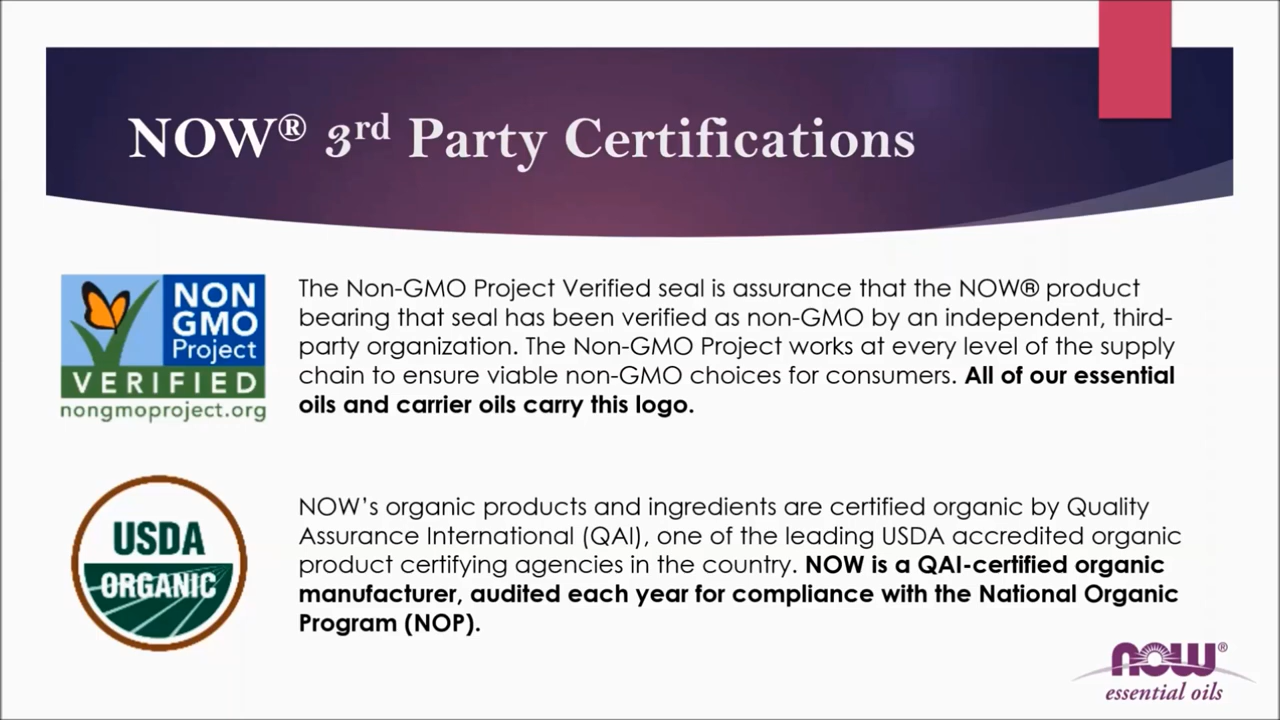 NOW® 3rd Party Certifications
NON
GMO
Project
VERIFIED
nongmoproject.org
The Non-GMO Project Verified seal is assurance that the NOW® product
bearing that seal has been verified as non-GMO by an independent, third-
party organization. The Non-GMO Project works at every level of the supply
chain to ensure viable non-GMO choices for consumers. All of our essential
oils and carrier oils carry this logo.
USDA
ORGANIC
NOW’s organic products and ingredients are certified organic by Quality
Assurance International (QAI), one of the leading USDA accredited organic
product certifying agencies in the country. NOW is a QAI-certified organic
manufacturer, audited each year for compliance with the National Organic
Program (NOP).
NOW®
essential oils